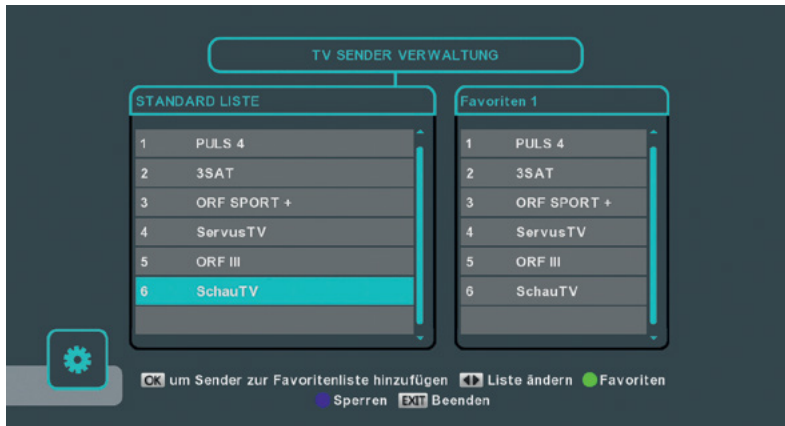 TV SENDER VERWALTUNG
STANDARD LISTE
1 PULS 4
2 3SAT
3 ORF SPORT +
4 ServusTV
5 ORF III
6 SchauTV
Favoriten 1
1 PULS 4
2 3SAT
3 ORF SPORT +
4 ServusTV
5 ORF III
6 SchauTV
OK um Sender zur Favoritenliste hinzufügen Liste ändern Favoriten
Sperren EXIT Beenden